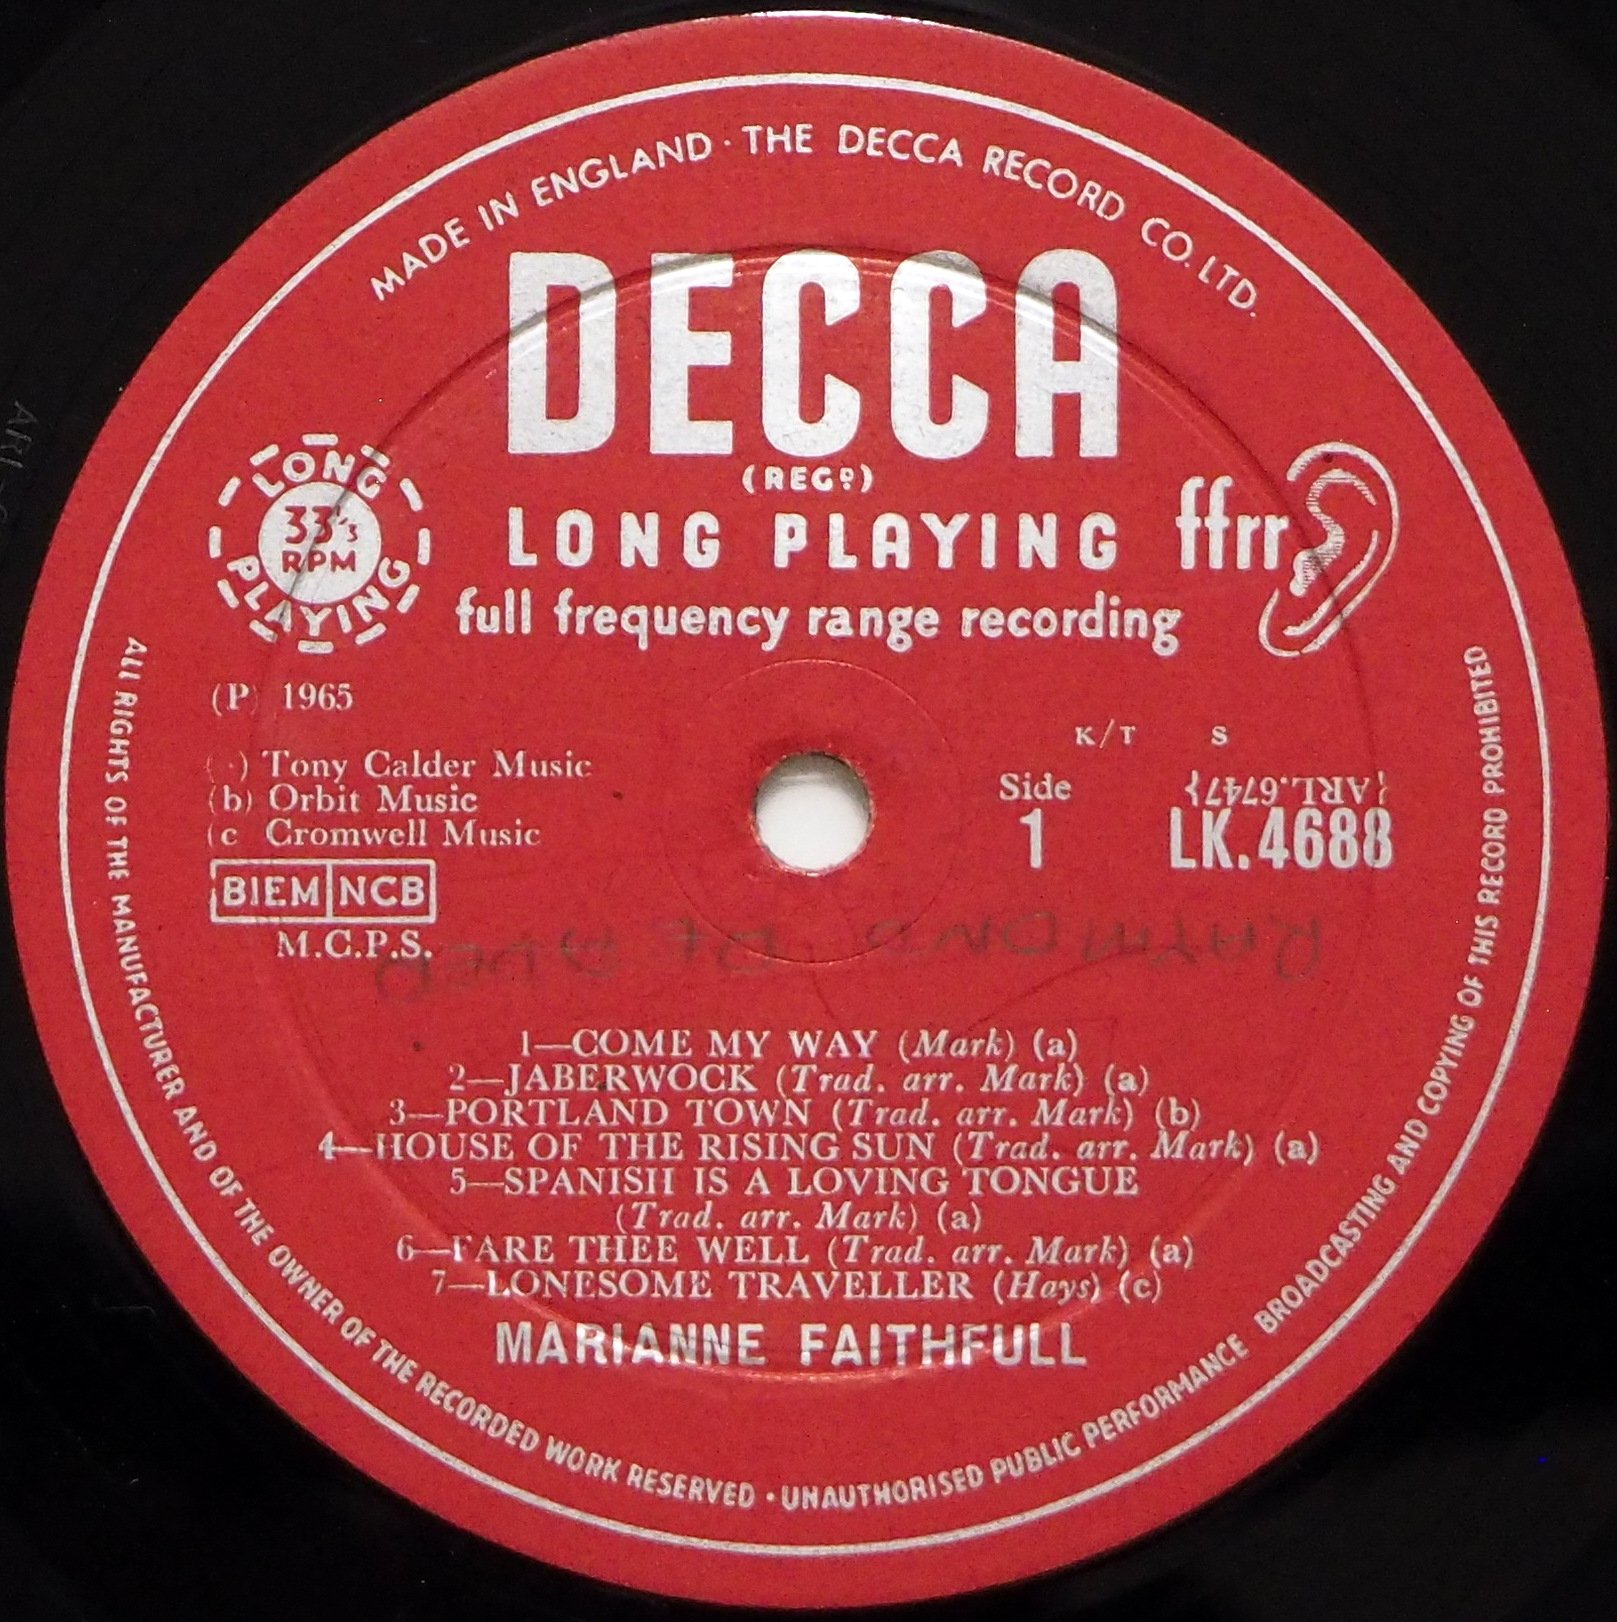 MADE IN ENGLAND · THE DECCA RECORD CO. LTD.
DECCA
(REGᴰ)
LONG PLAYING
ffrr
full frequency range recording
LONG
33⅓
RPM
PLAYING
(P) 1965
K/T S
( ) Tony Calder Music
(b) Orbit Music
(c Cromwell Music
BIEM NCB
M.C.P.S.
Side
1
{ARL.6747}
LK.4688
RAYMOND
1—COME MY WAY (Mark) (a)
2—JABERWOCK (Trad. arr. Mark) (a)
3—PORTLAND TOWN (Trad. arr. Mark) (b)
4—HOUSE OF THE RISING SUN (Trad. arr. Mark) (a)
5—SPANISH IS A LOVING TONGUE
(Trad. arr. Mark) (a)
6—FARE THEE WELL (Trad. arr. Mark) (a)
7—LONESOME TRAVELLER (Hays) (c)
MARIANNE FAITHFULL
ALL RIGHTS OF THE MANUFACTURER AND OF THE OWNER OF THE RECORDED WORK RESERVED · UNAUTHORISED PUBLIC PERFORMANCE BROADCASTING AND COPYING OF THIS RECORD PROHIBITED